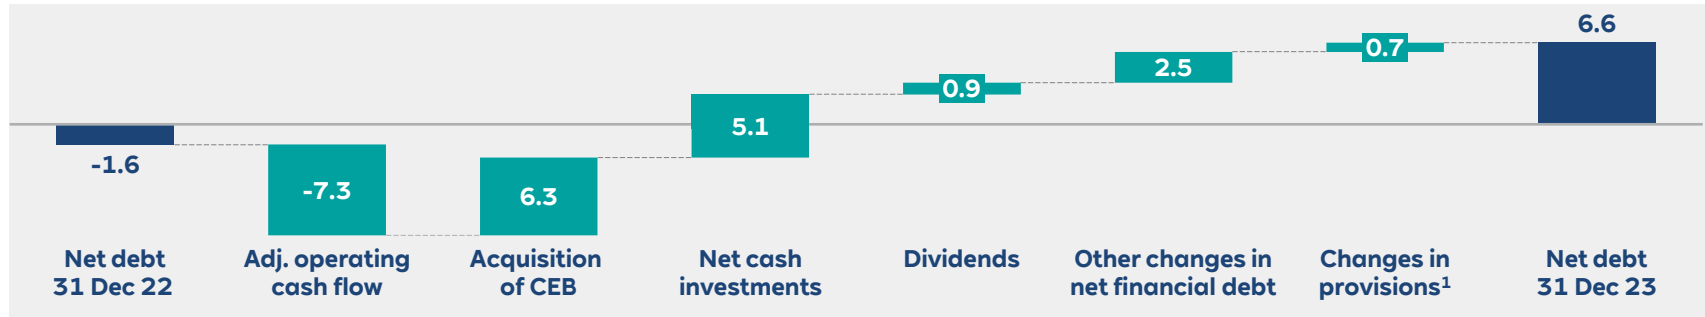 6.6
0.7
2.5
0.9
5.1
-1.6
-7.3
6.3
Net debt
31 Dec 22
Adj. operating
cash flow
Acquisition
of CEB
Net cash
investments
Dividends
Other changes in
net financial debt
Changes in
provisions¹
Net debt
31 Dec 23